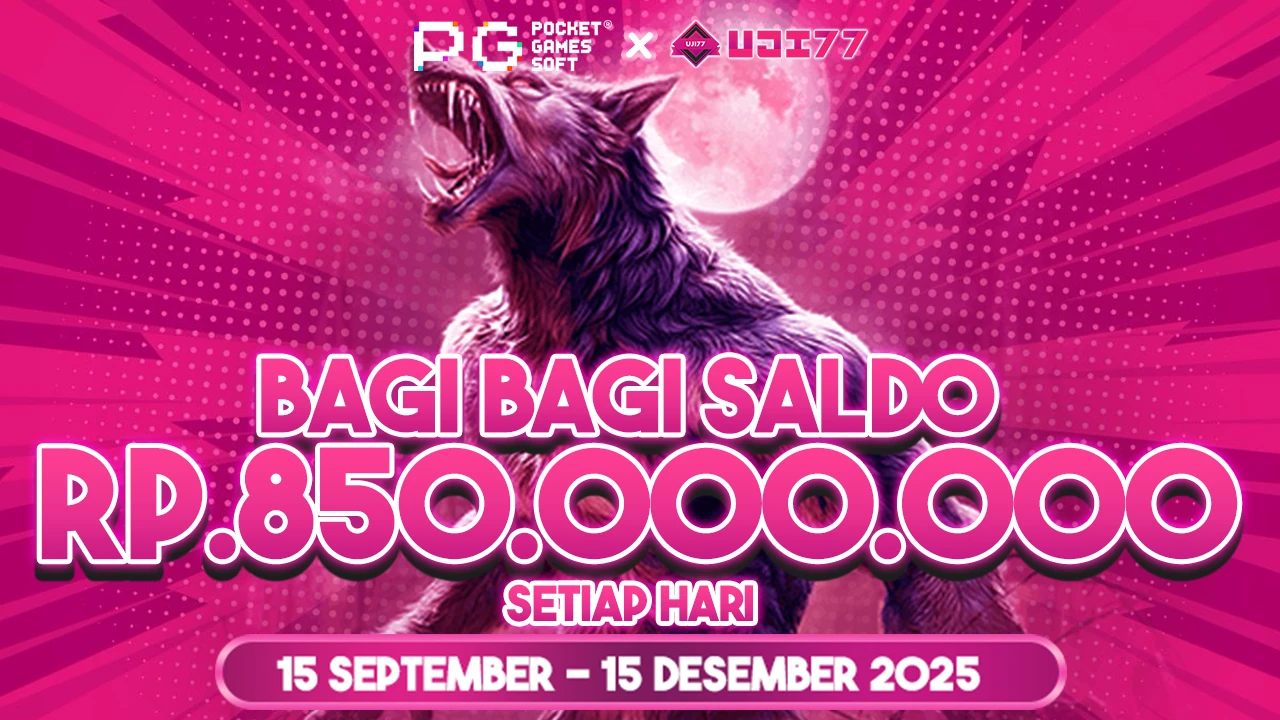 PG POCKET GAMES SOFT® X UJI77 UJI77
BAGI BAGI SALDO
RP.850.000.000
SETIAP HARI
15 SEPTEMBER - 15 DESEMBER 2025